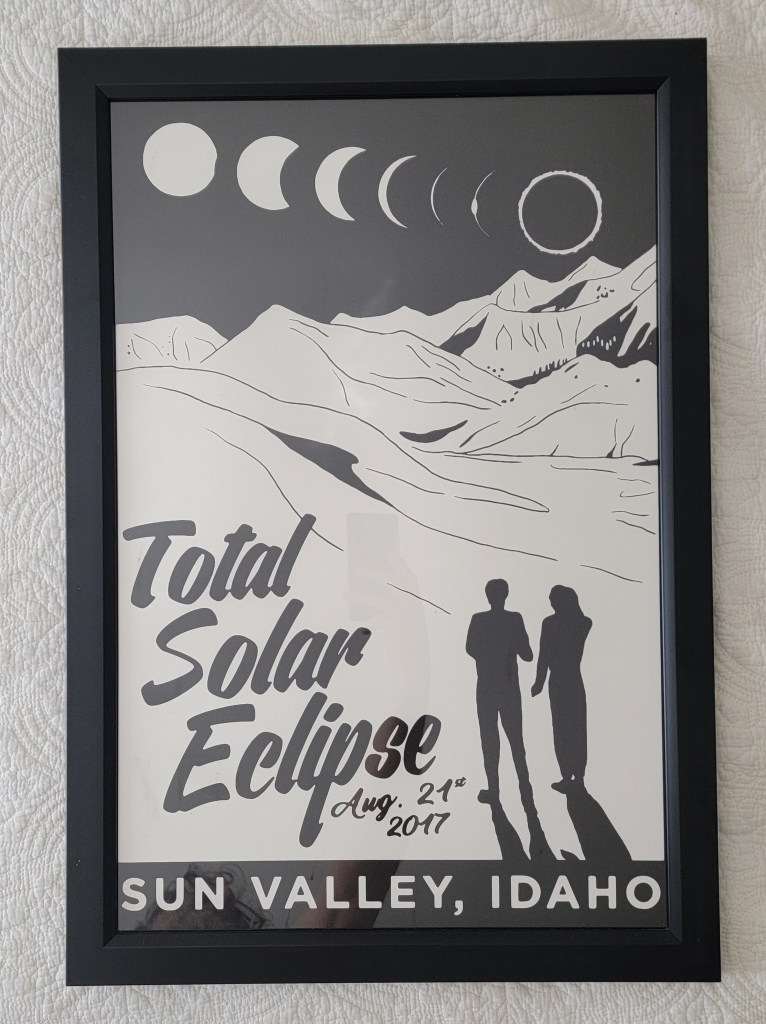 Total
Solar
Eclipse
Aug. 21st
2017
SUN VALLEY, IDAHO